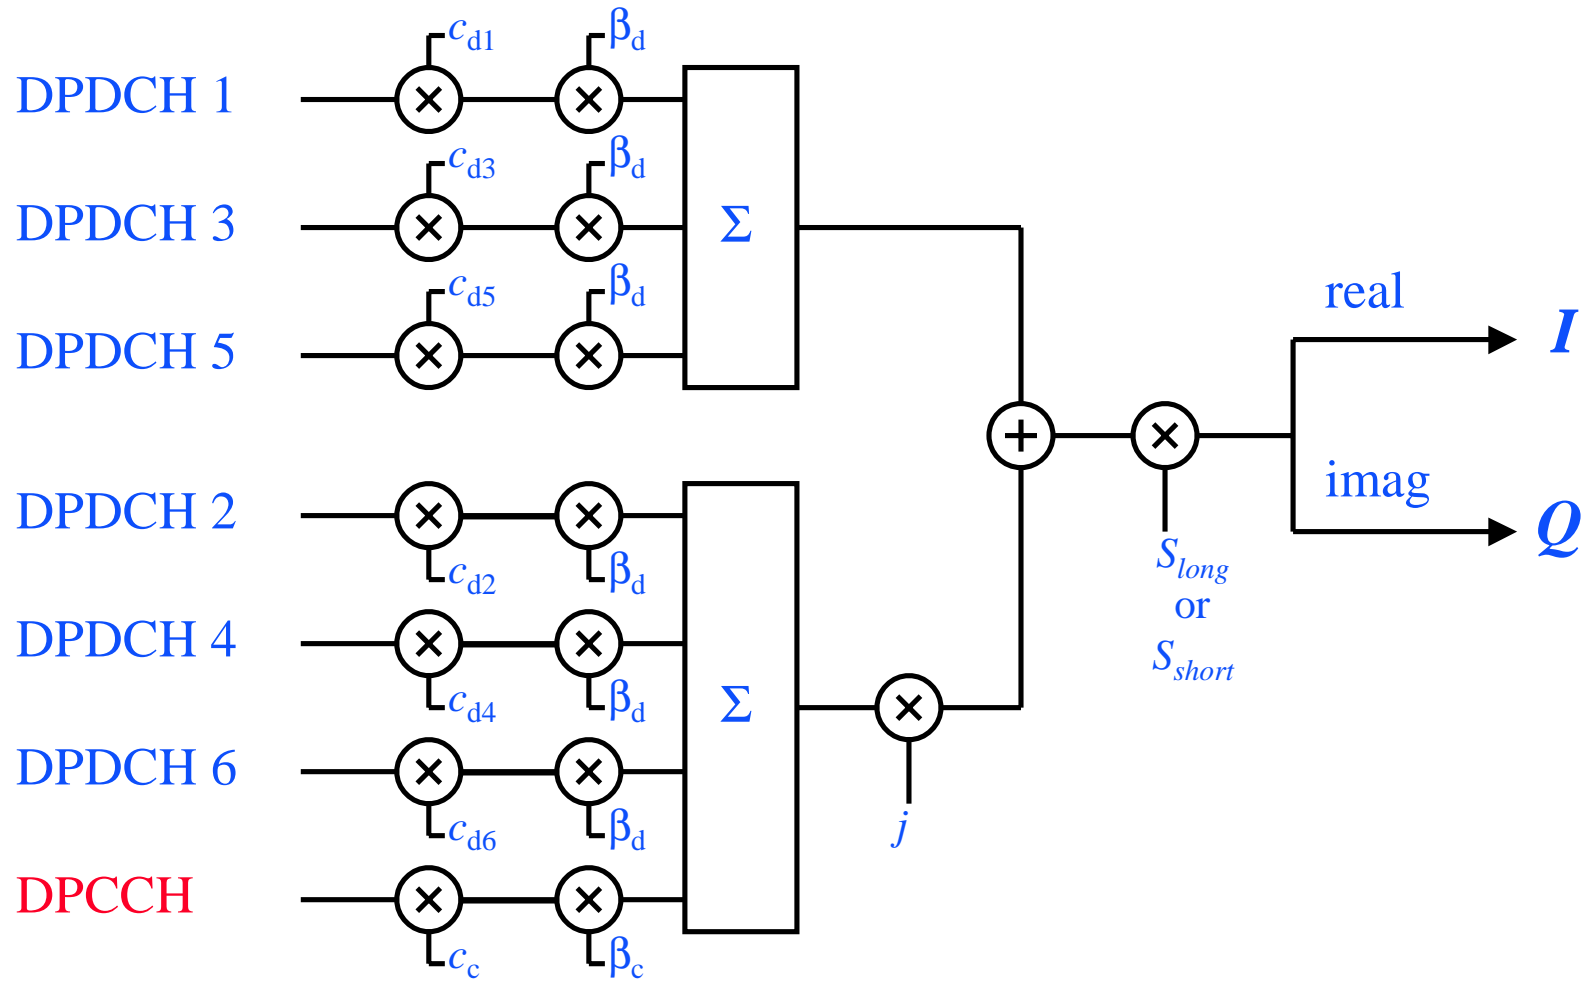 c_d1 β_d
DPDCH 1
c_d3 β_d
DPDCH 3 Σ
c_d5 β_d
DPDCH 5
real I
DPDCH 2
imag Q
c_d2 β_d
S_long
or
S_short
DPDCH 4
c_d4 β_d
Σ
DPDCH 6
c_d6 β_d
j
DPCCH
c_c β_c